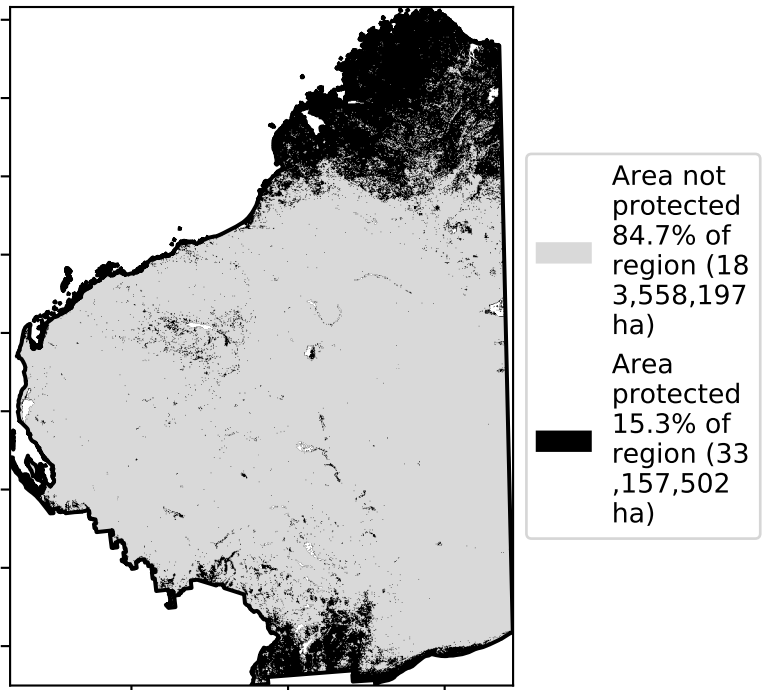 Area not
protected
84.7% of
region (18
3,558,197
ha)
Area
protected
15.3% of
region (33
,157,502
ha)